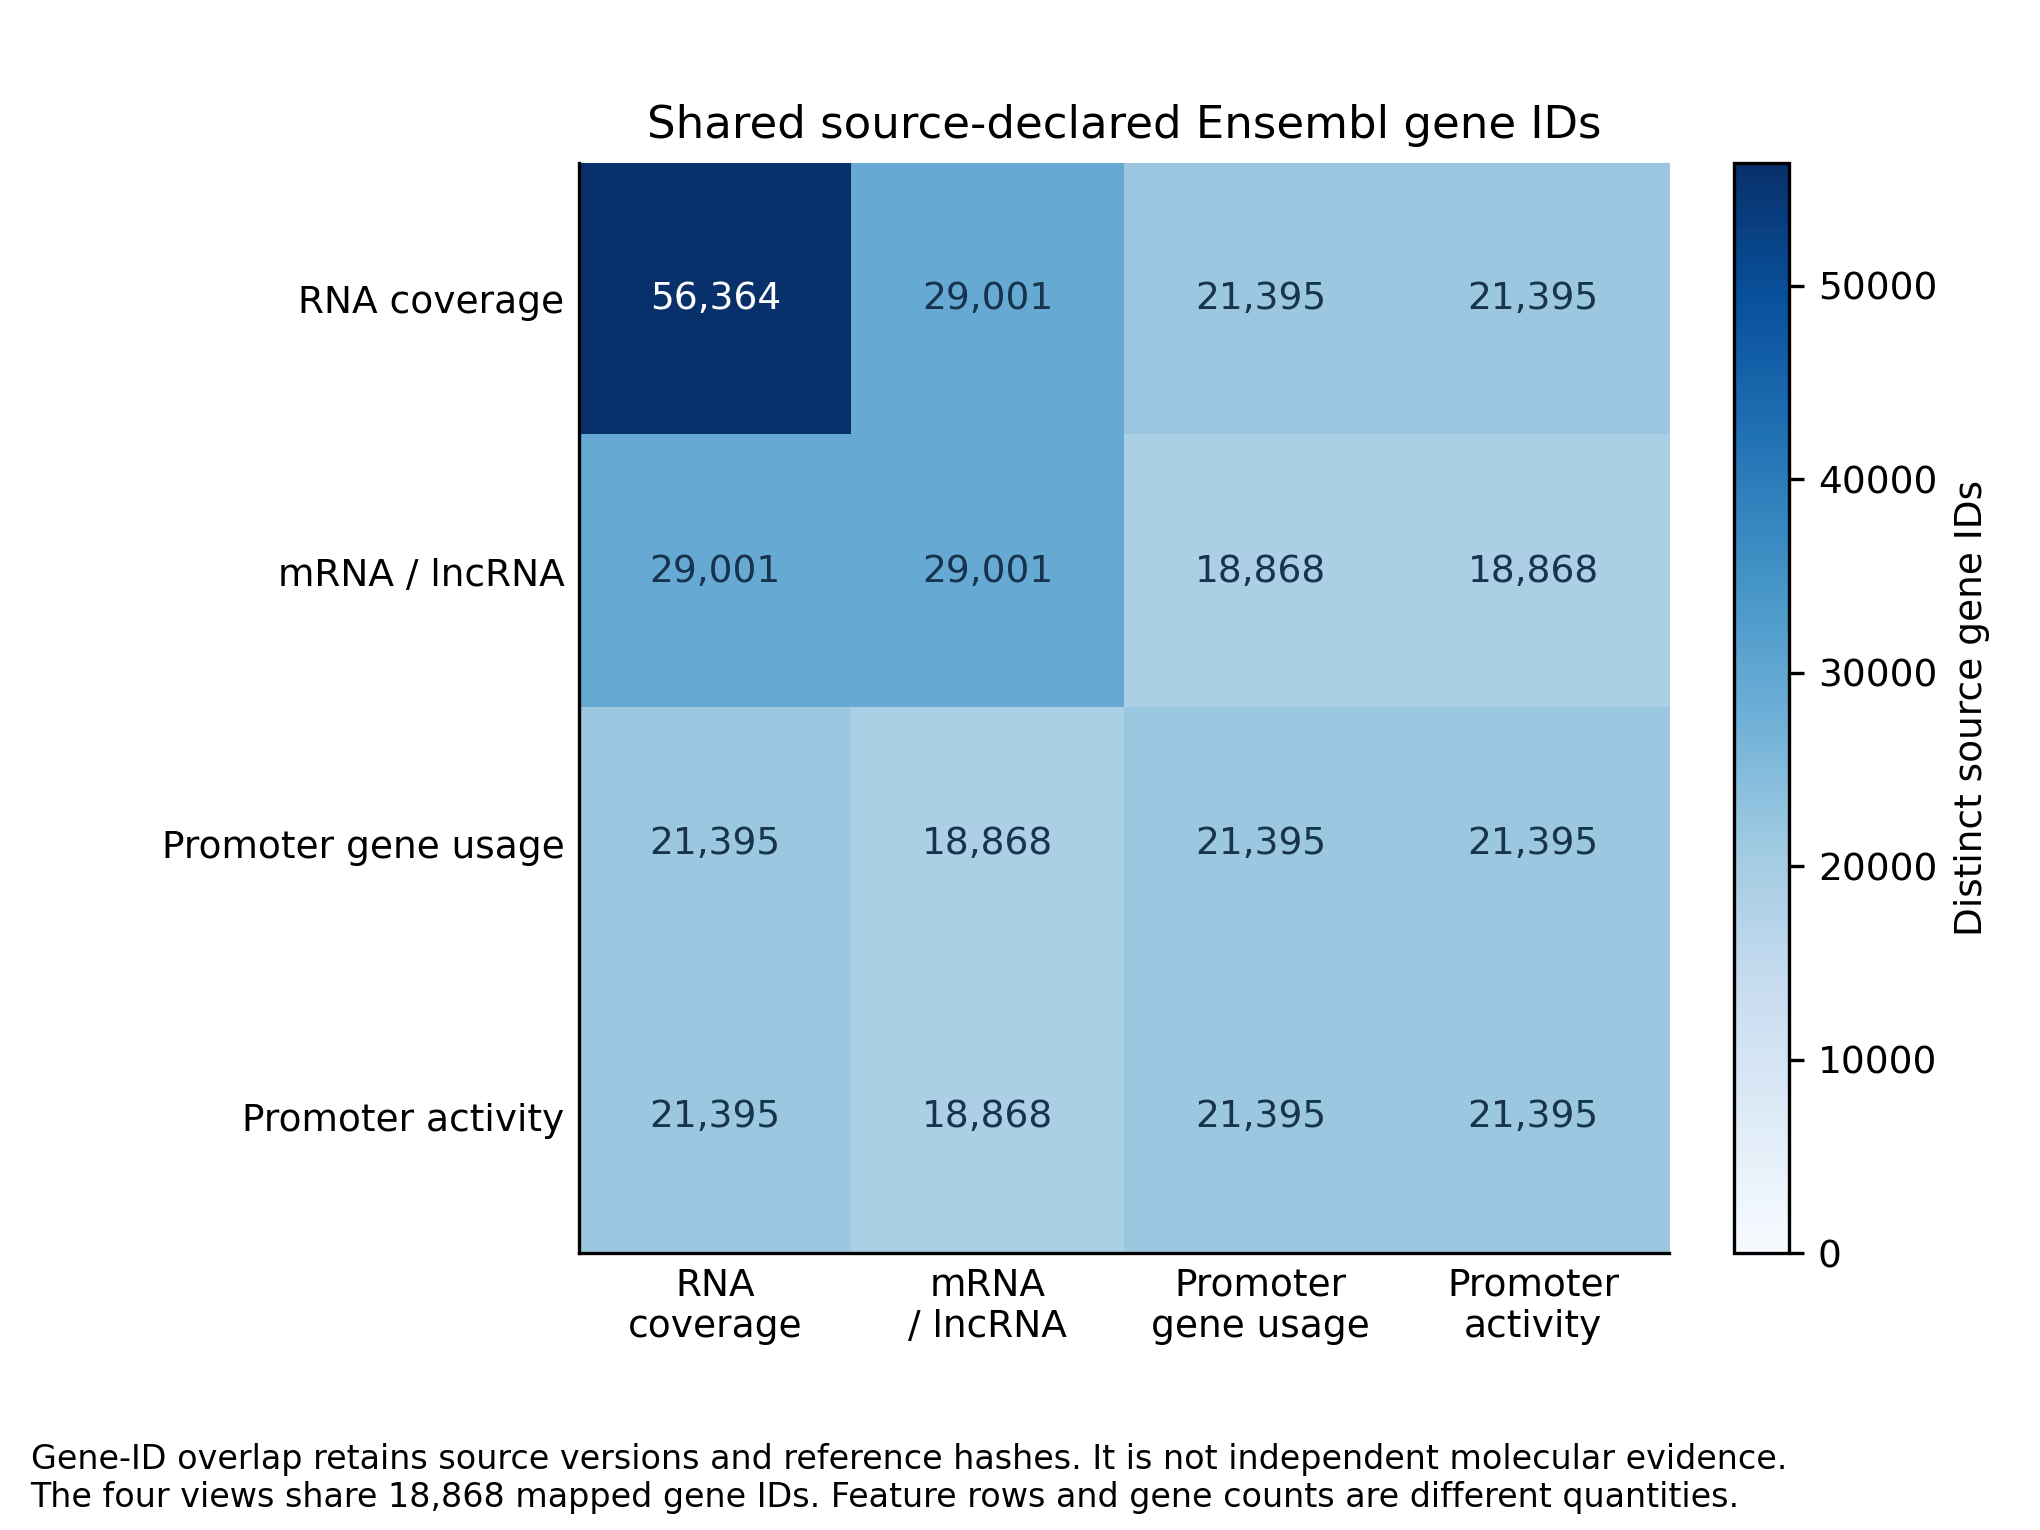 Shared source-declared Ensembl gene IDs
RNA coverage
56,364
29,001
21,395
21,395
mRNA / lncRNA
29,001
29,001
18,868
18,868
Promoter gene usage
21,395
18,868
21,395
21,395
Promoter activity
21,395
18,868
21,395
21,395
RNA
coverage
mRNA
/ lncRNA
Promoter
gene usage
Promoter
activity
50000
40000
30000
20000
10000
0
Distinct source gene IDs
Gene-ID overlap retains source versions and reference hashes. It is not independent molecular evidence.
The four views share 18,868 mapped gene IDs. Feature rows and gene counts are different quantities.